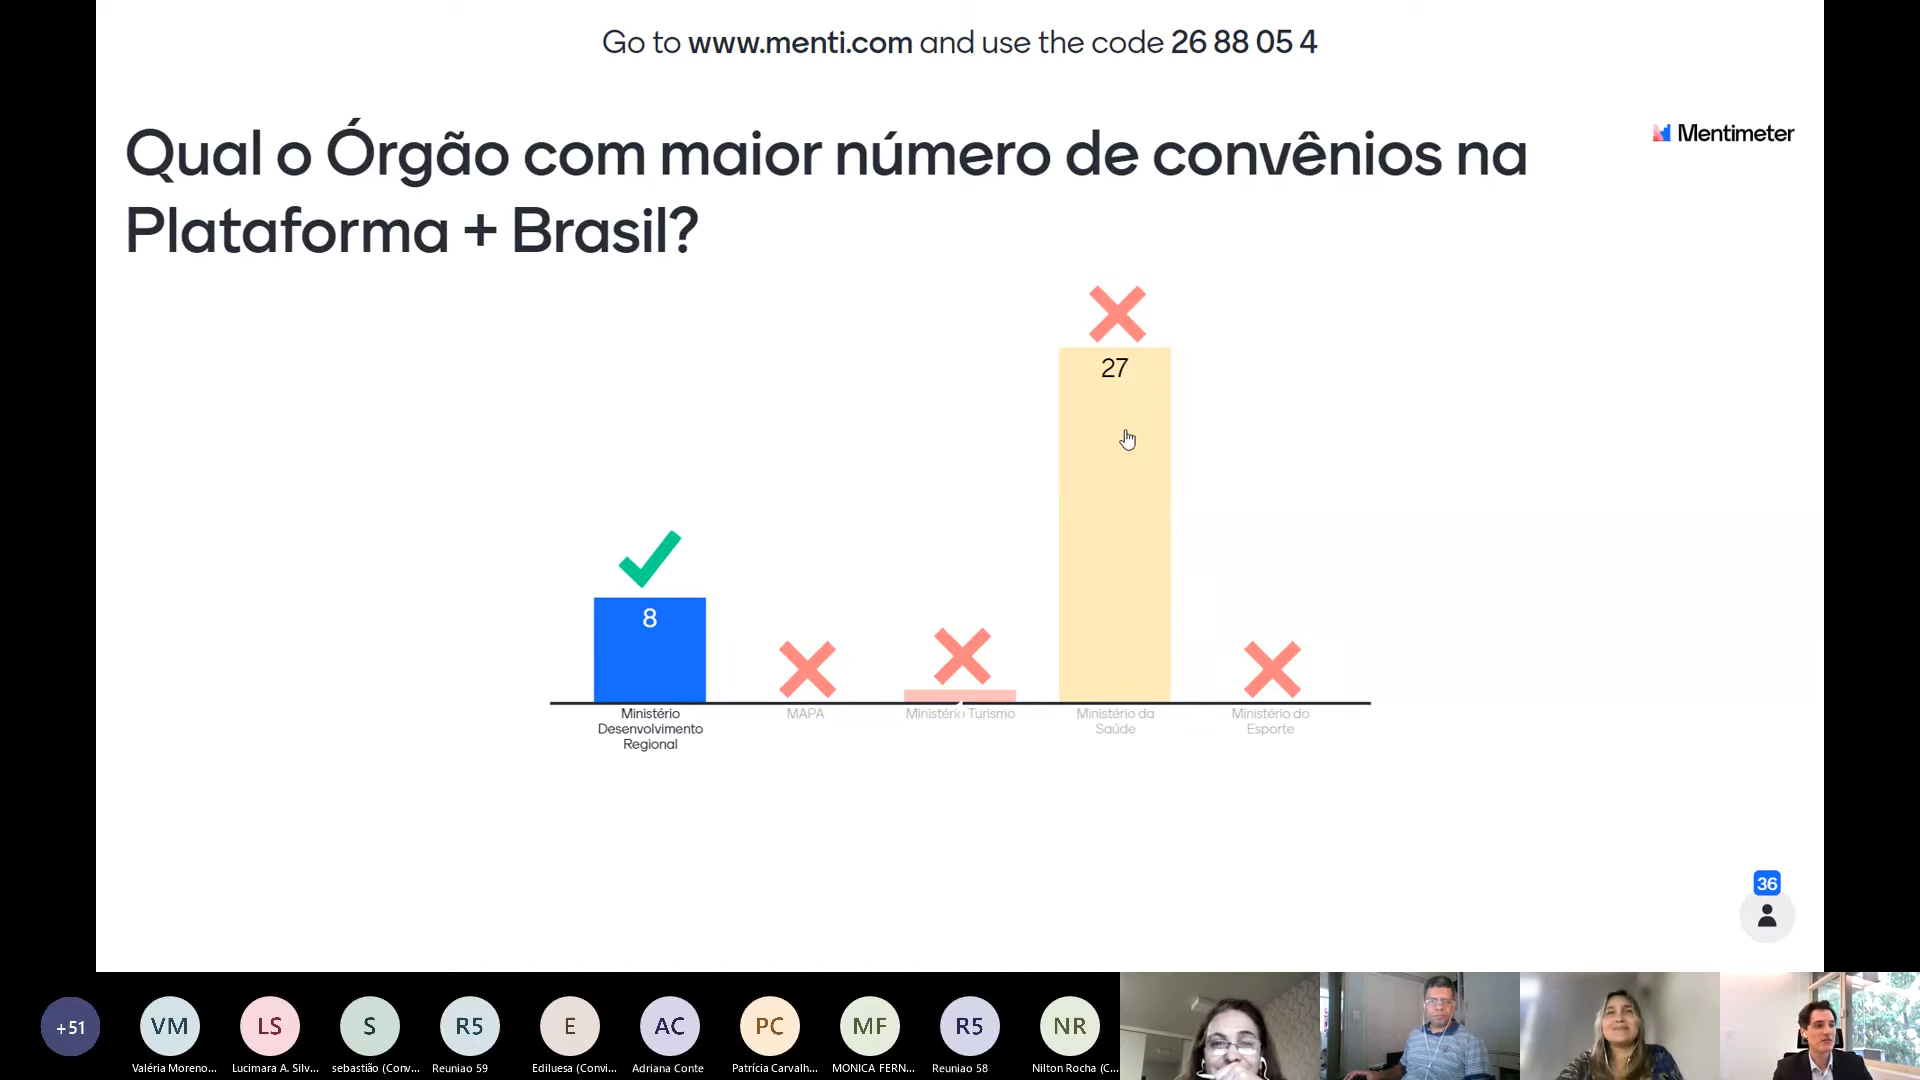 Go to www.menti.com and use the code 26 88 05 4
Mentimeter
Qual o Órgão com maior número de convênios na
Plataforma + Brasil?
27
8
Ministério
Desenvolvimento
Regional
MAPA
Ministério Turismo
Ministério da
Saúde
Ministério do
Esporte
36
+51
VM
LS
S
R5
E
AC
PC
MF
R5
NR
Valéria Moreno...
Lucimara A. Silv...
sebastião (Conv...
Reuniao 59
Ediluesa (Convi...
Adriana Conte
Patrícia Carvalh...
MONICA FERN...
Reuniao 58
Nilton Rocha (C...